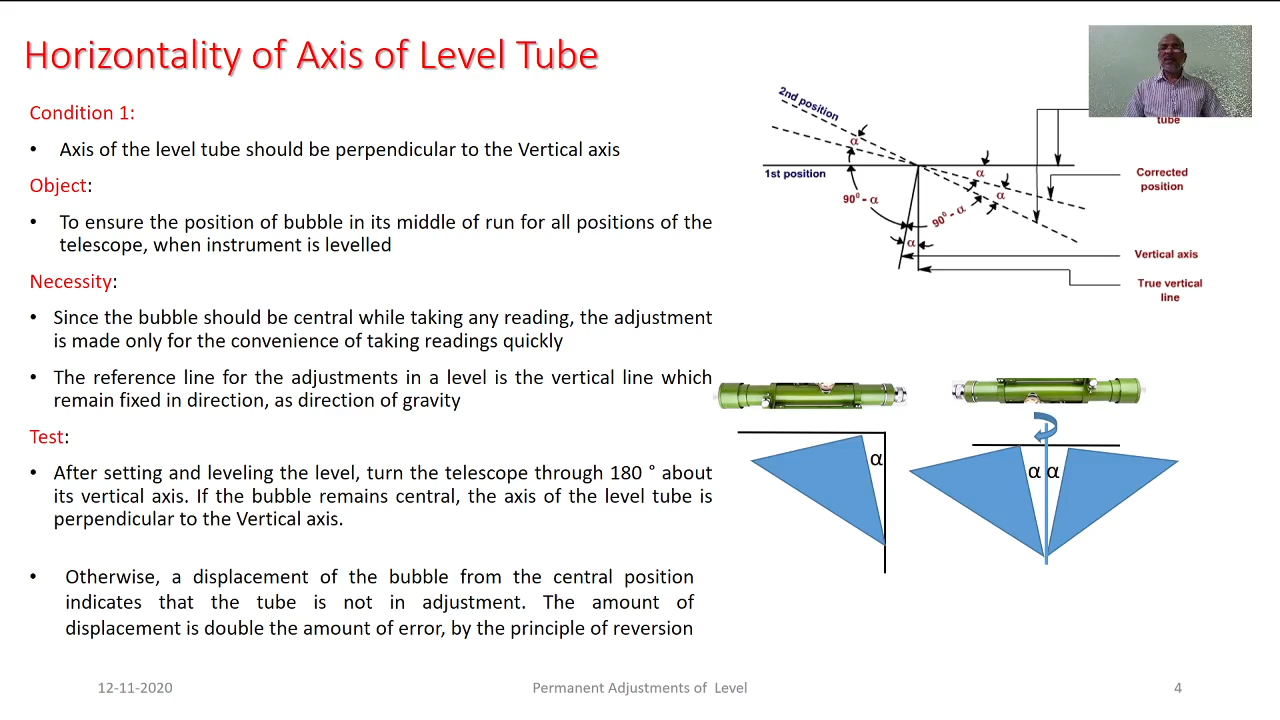 Horizontality of Axis of Level Tube
Condition 1:
• Axis of the level tube should be perpendicular to the Vertical axis
Object:
• To ensure the position of bubble in its middle of run for all positions of the
telescope, when instrument is levelled
Necessity:
• Since the bubble should be central while taking any reading, the adjustment
is made only for the convenience of taking readings quickly
• The reference line for the adjustments in a level is the vertical line which
remain fixed in direction, as direction of gravity
Test:
• After setting and leveling the level, turn the telescope through 180 ° about
its vertical axis. If the bubble remains central, the axis of the level tube is
perpendicular to the Vertical axis.
• Otherwise, a displacement of the bubble from the central position
indicates that the tube is not in adjustment. The amount of
displacement is double the amount of error, by the principle of reversion
2nd position
α
1st position
90⁰ - α
90⁰ - α
α
α
α
tube
Corrected
position
Vertical axis
True vertical
line
α
α α
12-11-2020
Permanent Adjustments of Level
4